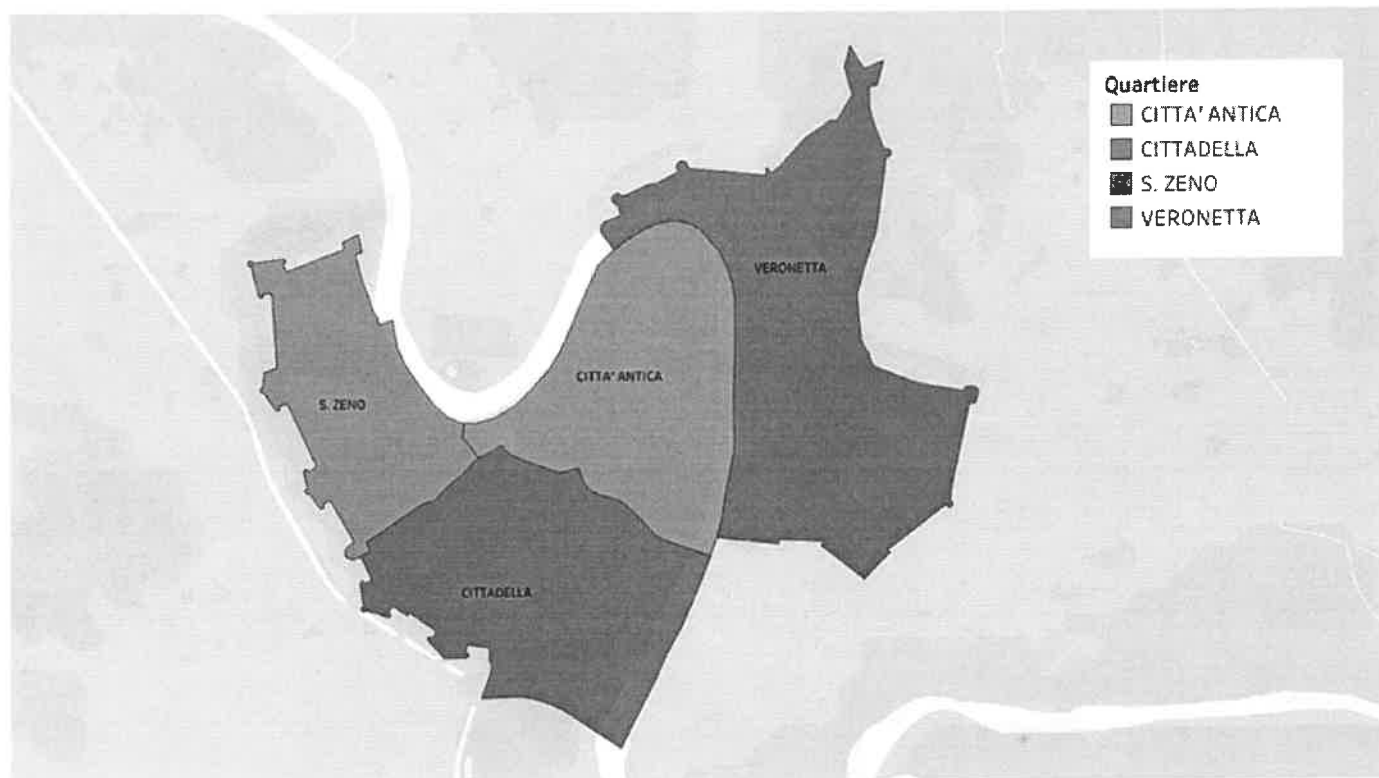 Quartiere
CITTA' ANTICA
CITTADELLA
S. ZENO
VERONETTA
VERONETTA
CITTA' ANTICA
S. ZENO
CITTADELLA